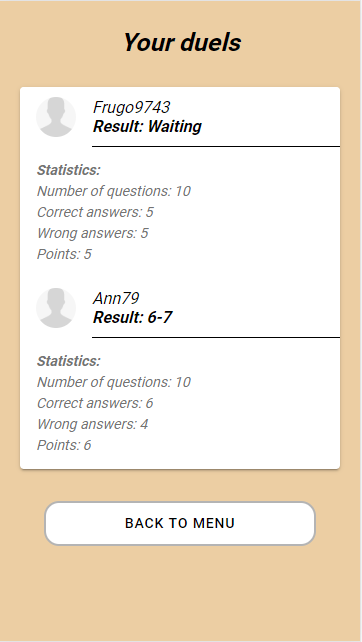 Your duels
Frugo9743
Result: Waiting
Statistics:
Number of questions: 10
Correct answers: 5
Wrong answers: 5
Points: 5
Ann79
Result: 6-7
Statistics:
Number of questions: 10
Correct answers: 6
Wrong answers: 4
Points: 6
BACK TO MENU